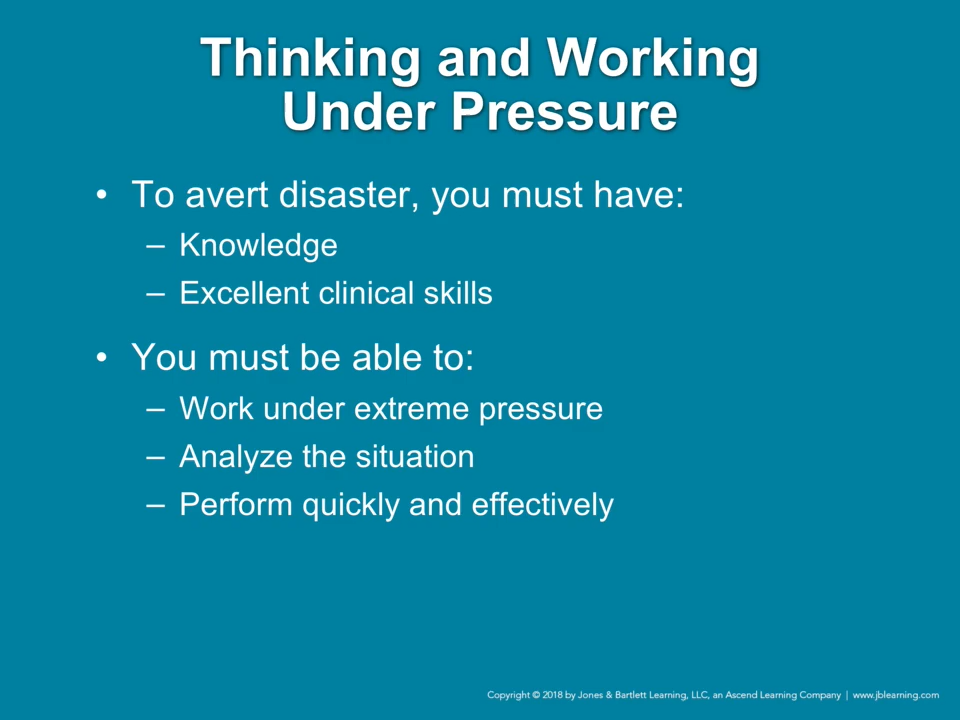 Thinking and Working
Under Pressure
• To avert disaster, you must have:
– Knowledge
– Excellent clinical skills
• You must be able to:
– Work under extreme pressure
– Analyze the situation
– Perform quickly and effectively
Copyright © 2018 by Jones & Bartlett Learning, LLC, an Ascend Learning Company | www.jblearning.com